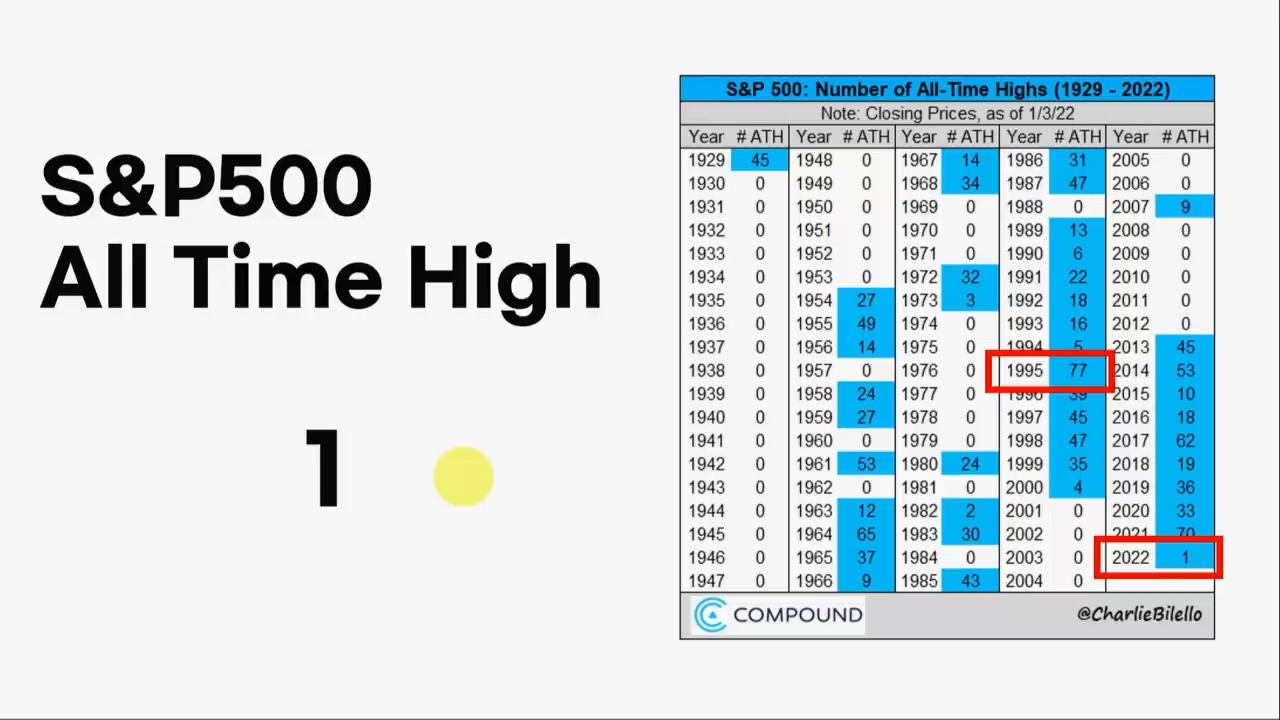 S&P500
All Time High
1
S&P 500: Number of All-Time Highs (1929 - 2022)
Note: Closing Prices, as of 1/3/22
Year # ATH Year # ATH Year # ATH Year # ATH Year # ATH
1929 45 1948 0 1967 14 1986 31 2005 0
1930 0 1949 0 1968 34 1987 47 2006 0
1931 0 1950 0 1969 0 1988 0 2007 9
1932 0 1951 0 1970 0 1989 13 2008 0
1933 0 1952 0 1971 0 1990 6 2009 0
1934 0 1953 0 1972 32 1991 22 2010 0
1935 0 1954 27 1973 3 1992 18 2011 0
1936 0 1955 49 1974 0 1993 16 2012 0
1937 0 1956 14 1975 0 1994 5 2013 45
1938 0 1957 0 1976 0 1995 77 2014 53
1939 0 1958 24 1977 0 1996 39 2015 10
1940 0 1959 27 1978 0 1997 45 2016 18
1941 0 1960 0 1979 0 1998 47 2017 62
1942 0 1961 53 1980 24 1999 35 2018 19
1943 0 1962 0 1981 0 2000 4 2019 36
1944 0 1963 12 1982 2 2001 0 2020 33
1945 0 1964 65 1983 30 2002 0 2021 70
1946 0 1965 37 1984 0 2003 0 2022 1
1947 0 1966 9 1985 43 2004 0
COMPOUND @CharlieBilello